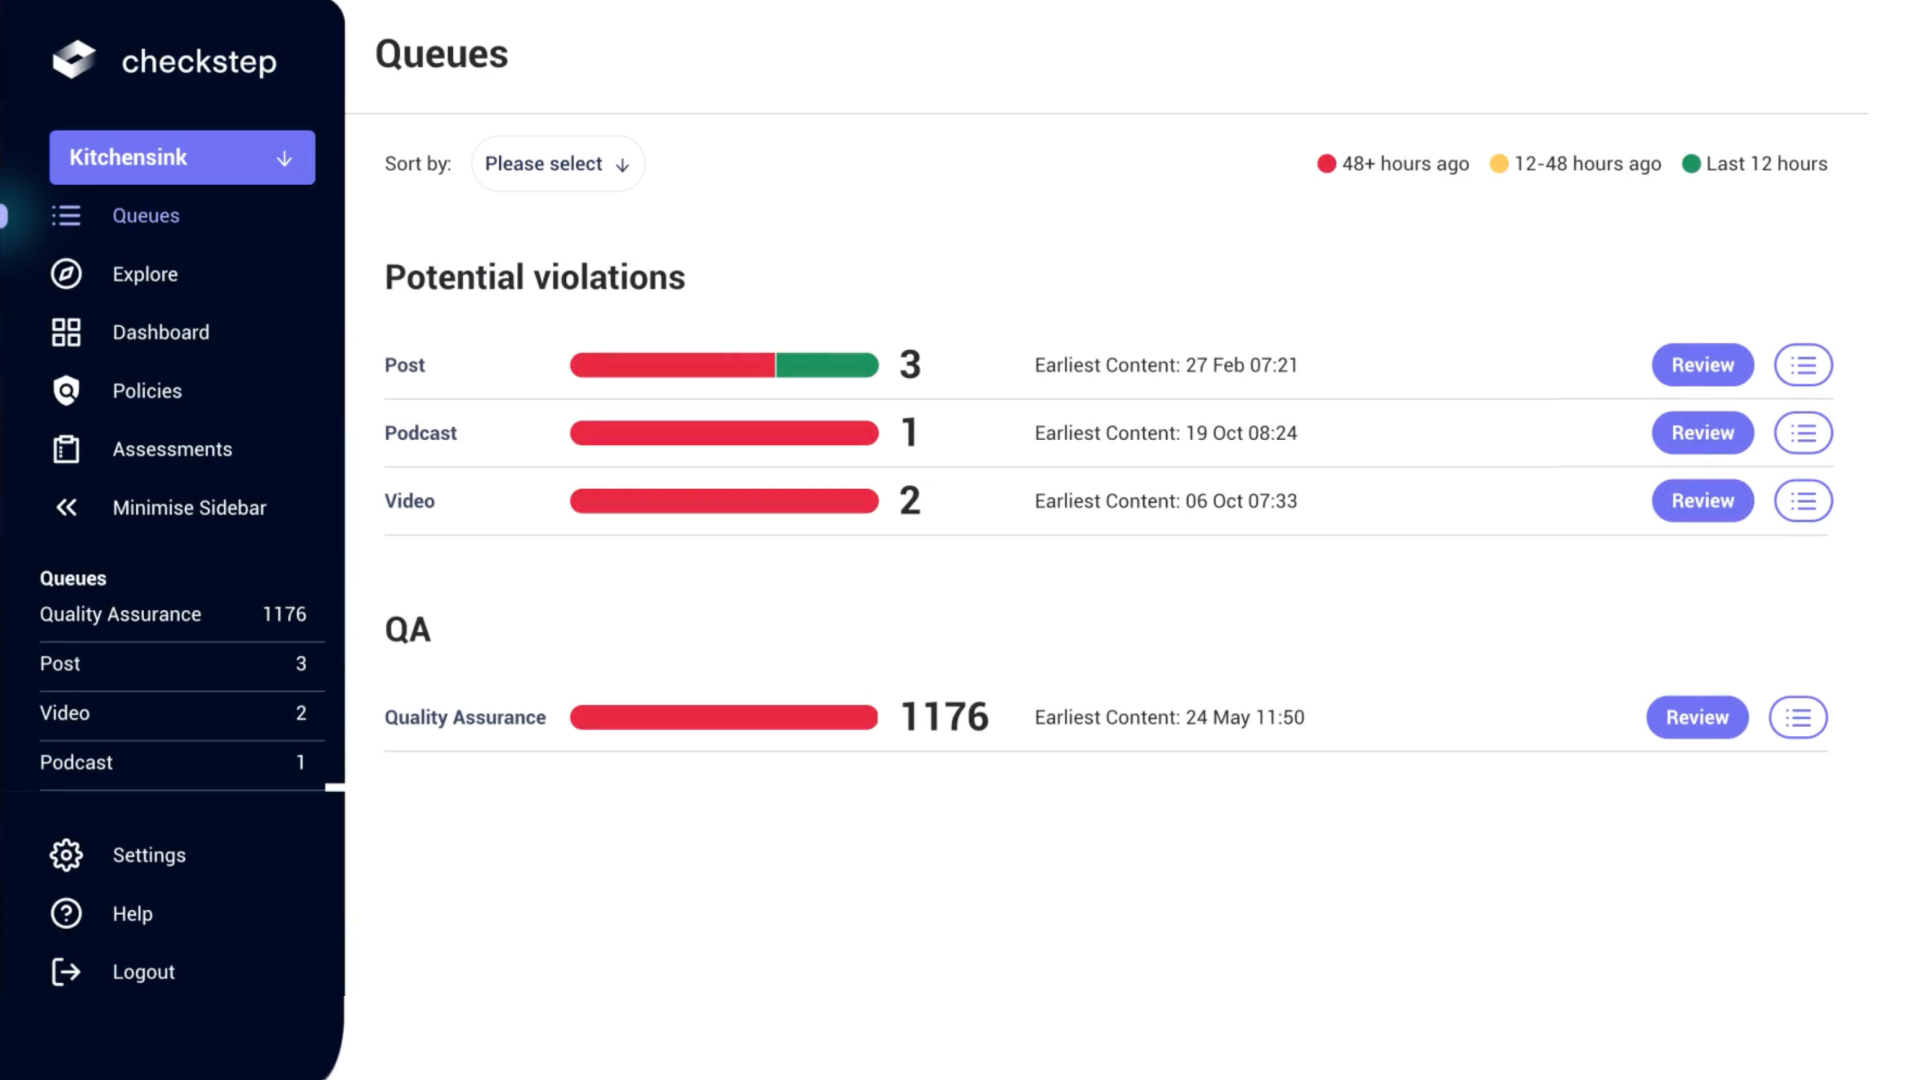 checkstep
Kitchensink
Queues
Explore
Dashboard
Policies
Assessments
Minimise Sidebar
Queues
Quality Assurance 1176
Post 3
Video 2
Podcast 1
Settings
Help
Logout
Queues
Sort by: Please select
48+ hours ago 12-48 hours ago Last 12 hours
Potential violations
Post 3 Earliest Content: 27 Feb 07:21 Review
Podcast 1 Earliest Content: 19 Oct 08:24 Review
Video 2 Earliest Content: 06 Oct 07:33 Review
QA
Quality Assurance 1176 Earliest Content: 24 May 11:50 Review